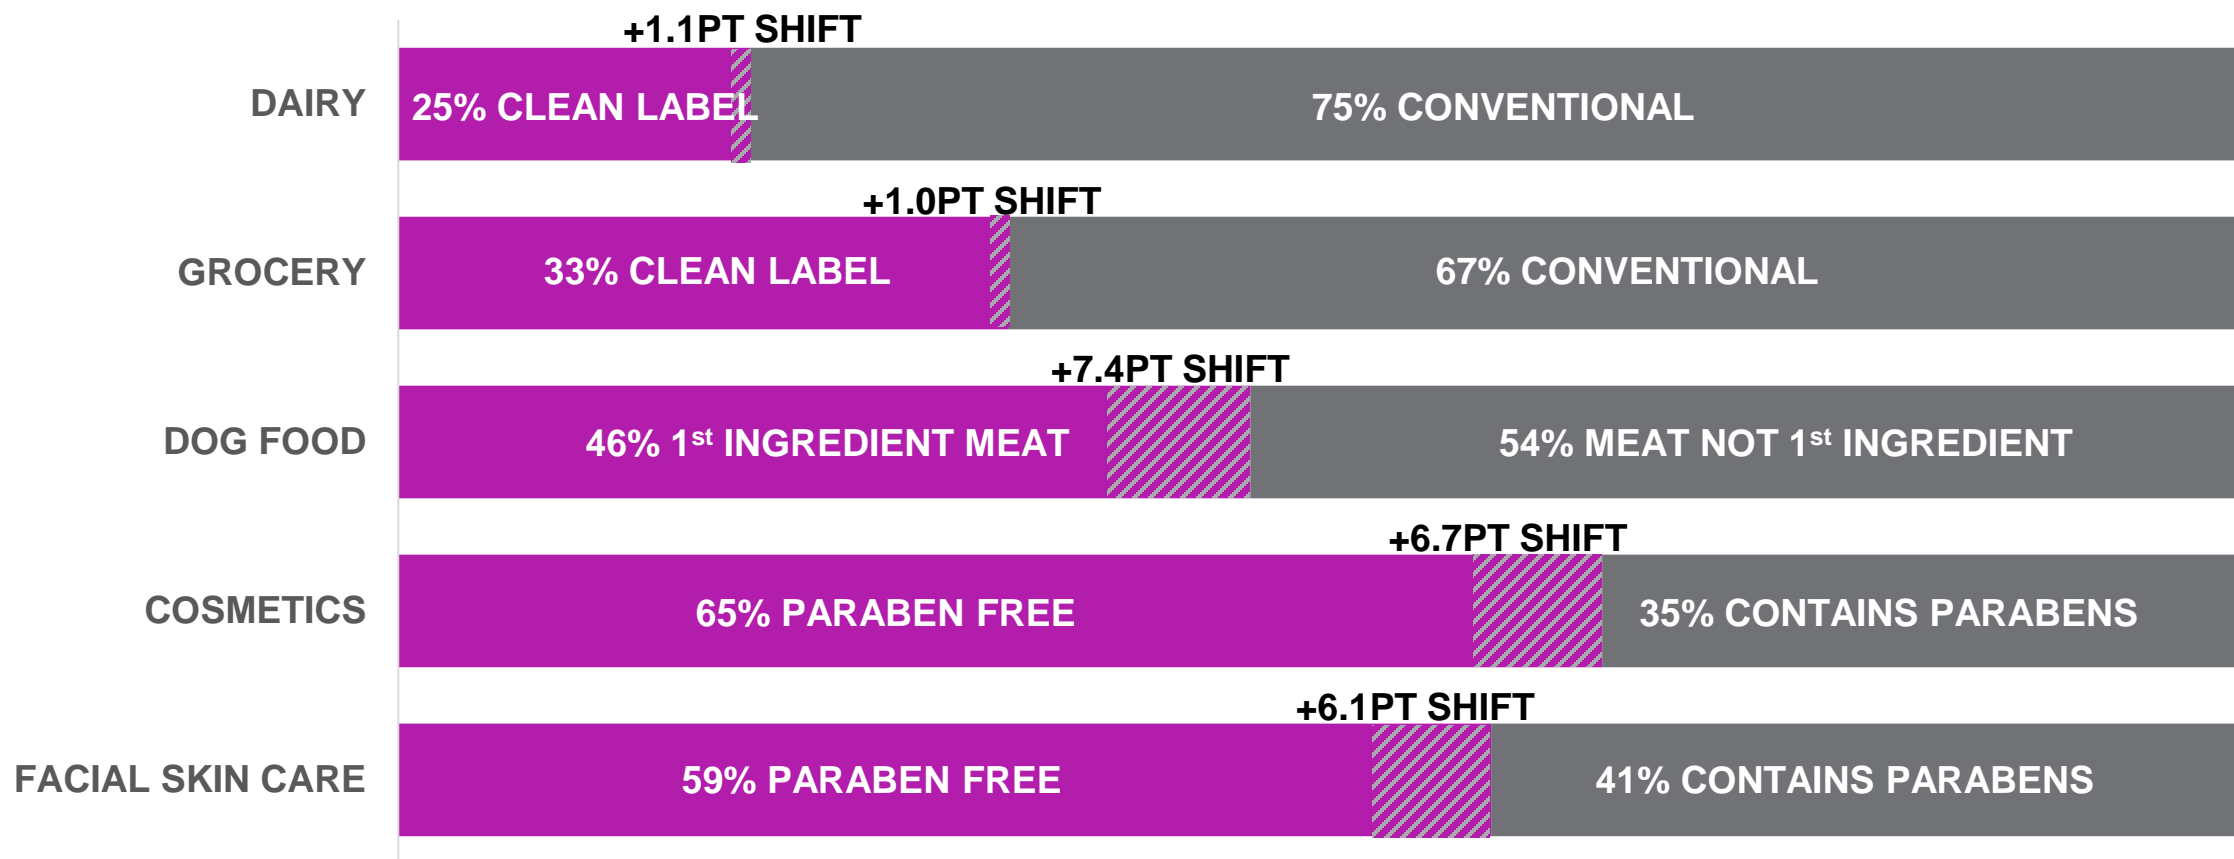 +1.1PT SHIFT
DAIRY
25% CLEAN LABEL
75% CONVENTIONAL
+1.0PT SHIFT
GROCERY
33% CLEAN LABEL
67% CONVENTIONAL
+7.4PT SHIFT
DOG FOOD
46% 1st INGREDIENT MEAT
54% MEAT NOT 1st INGREDIENT
+6.7PT SHIFT
COSMETICS
65% PARABEN FREE
35% CONTAINS PARABENS
+6.1PT SHIFT
FACIAL SKIN CARE
59% PARABEN FREE
41% CONTAINS PARABENS